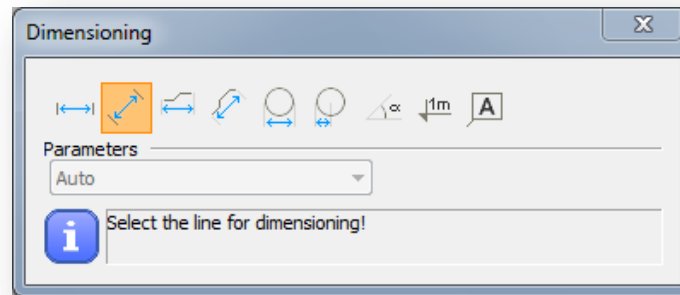 Dimensioning
α
1m
A
Parameters
Auto
Select the line for dimensioning!